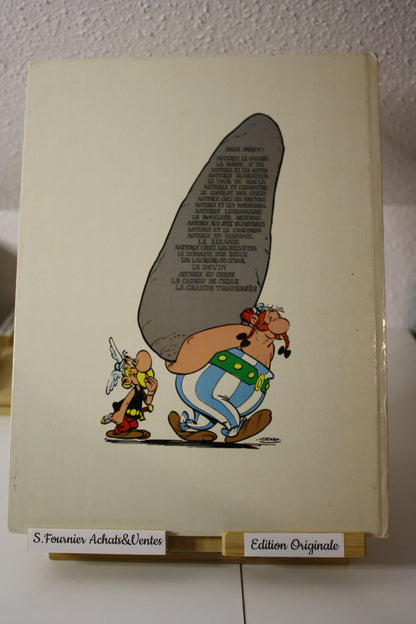 DEJA PARUS :
ASTERIX LE GAULOIS
LA SERPE D'OR
ASTERIX ET LES GOTHS
ASTERIX GLADIATEUR
LE TOUR DE GAULE
ASTERIX ET CLEOPATRE
LE COMBAT DES CHEFS
ASTERIX CHEZ LES BRETONS
ASTERIX ET LES NORMANDS
ASTERIX LEGIONNAIRE
LE BOUCLIER ARVERNE
ASTERIX AUX JEUX OLYMPIQUES
ASTERIX ET LE CHAUDRON
ASTERIX EN HISPANIE
LA ZIZANIE
ASTERIX CHEZ LES HELVETES
LE DOMAINE DES DIEUX
LES LAURIERS DE CESAR
LE DEVIN
ASTERIX EN CORSE
LE CADEAU DE CESAR
LA GRANDE TRAVERSEE
S.Fournier Achats&Ventes
Edition Originale